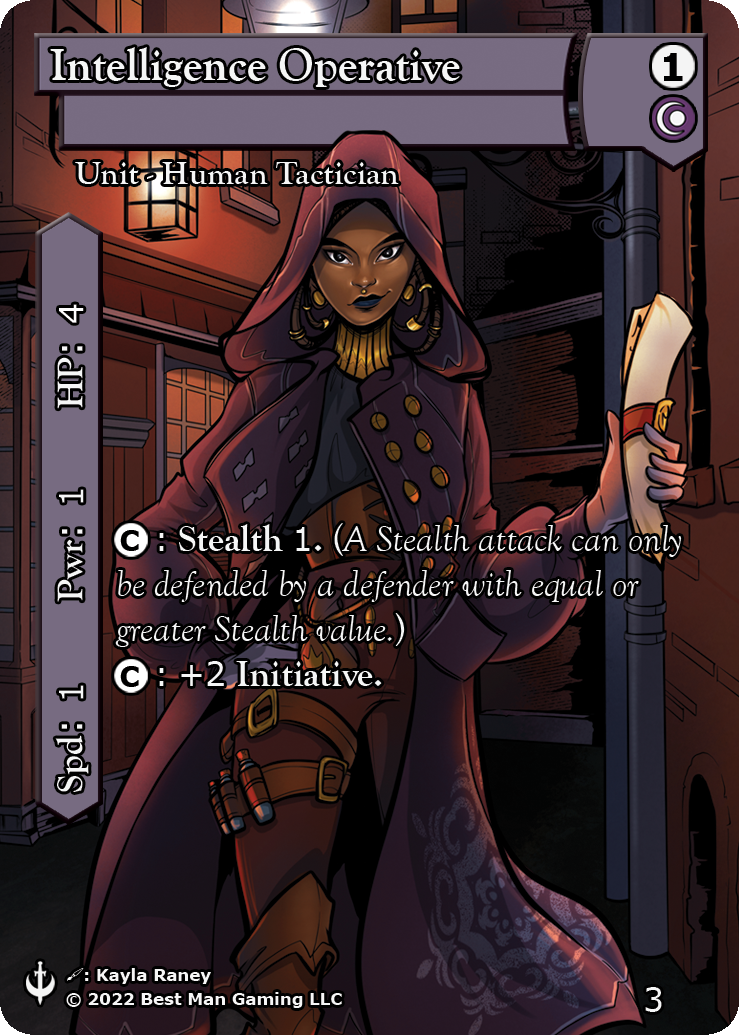 Intelligence Operative 1
Unit - Human Tactician
HP: 4
Pwr: 1
Spd: 1
C : Stealth 1. (A Stealth attack can only
be defended by a defender with equal or
greater Stealth value.)
C : +2 Initiative.
: Kayla Raney
© 2022 Best Man Gaming LLC
3